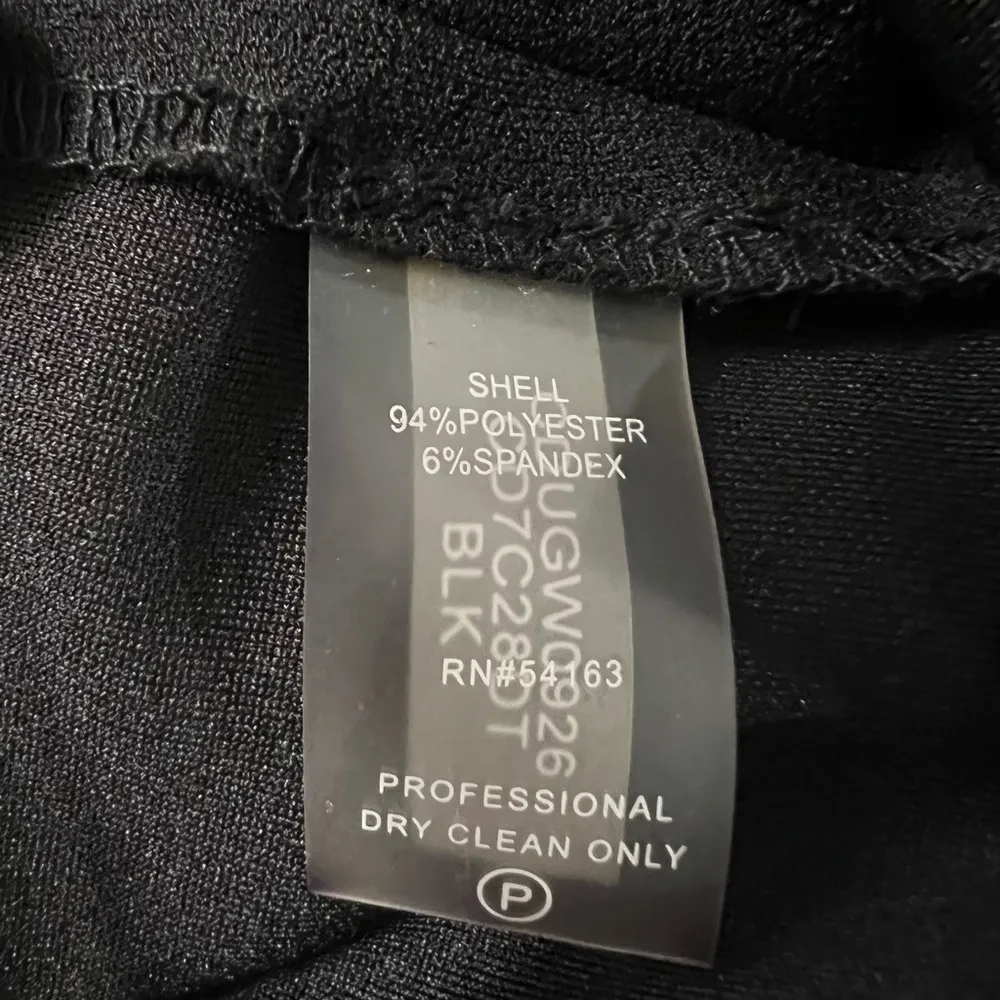 SHELL
94%POLYESTER
6%SPANDEX
BLK
RN#54163
PROFESSIONAL
DRY CLEAN ONLY
P